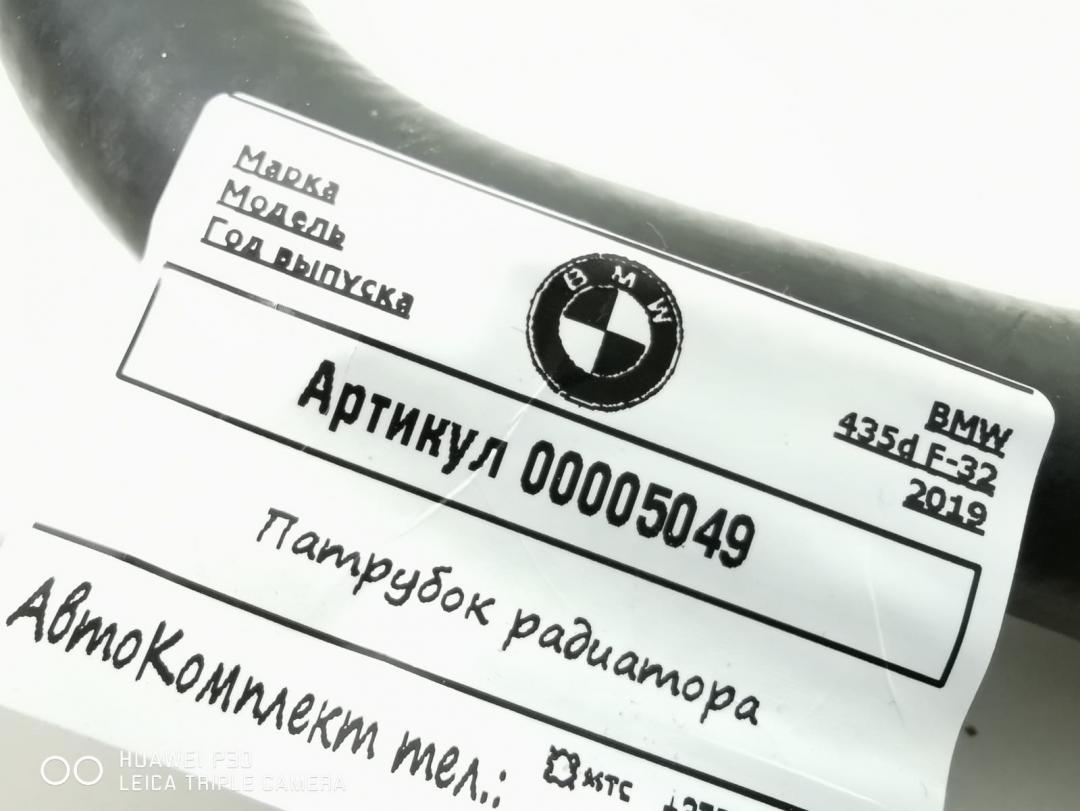 Марка
Модель
Год выпуска
BMW
BMW
435d F-32
2019
Артикул 00005049
Патрубок радиатора
АвтоКомплект тел.:
мтс
HUAWEI P30
LEICA TRIPLE CAMERA